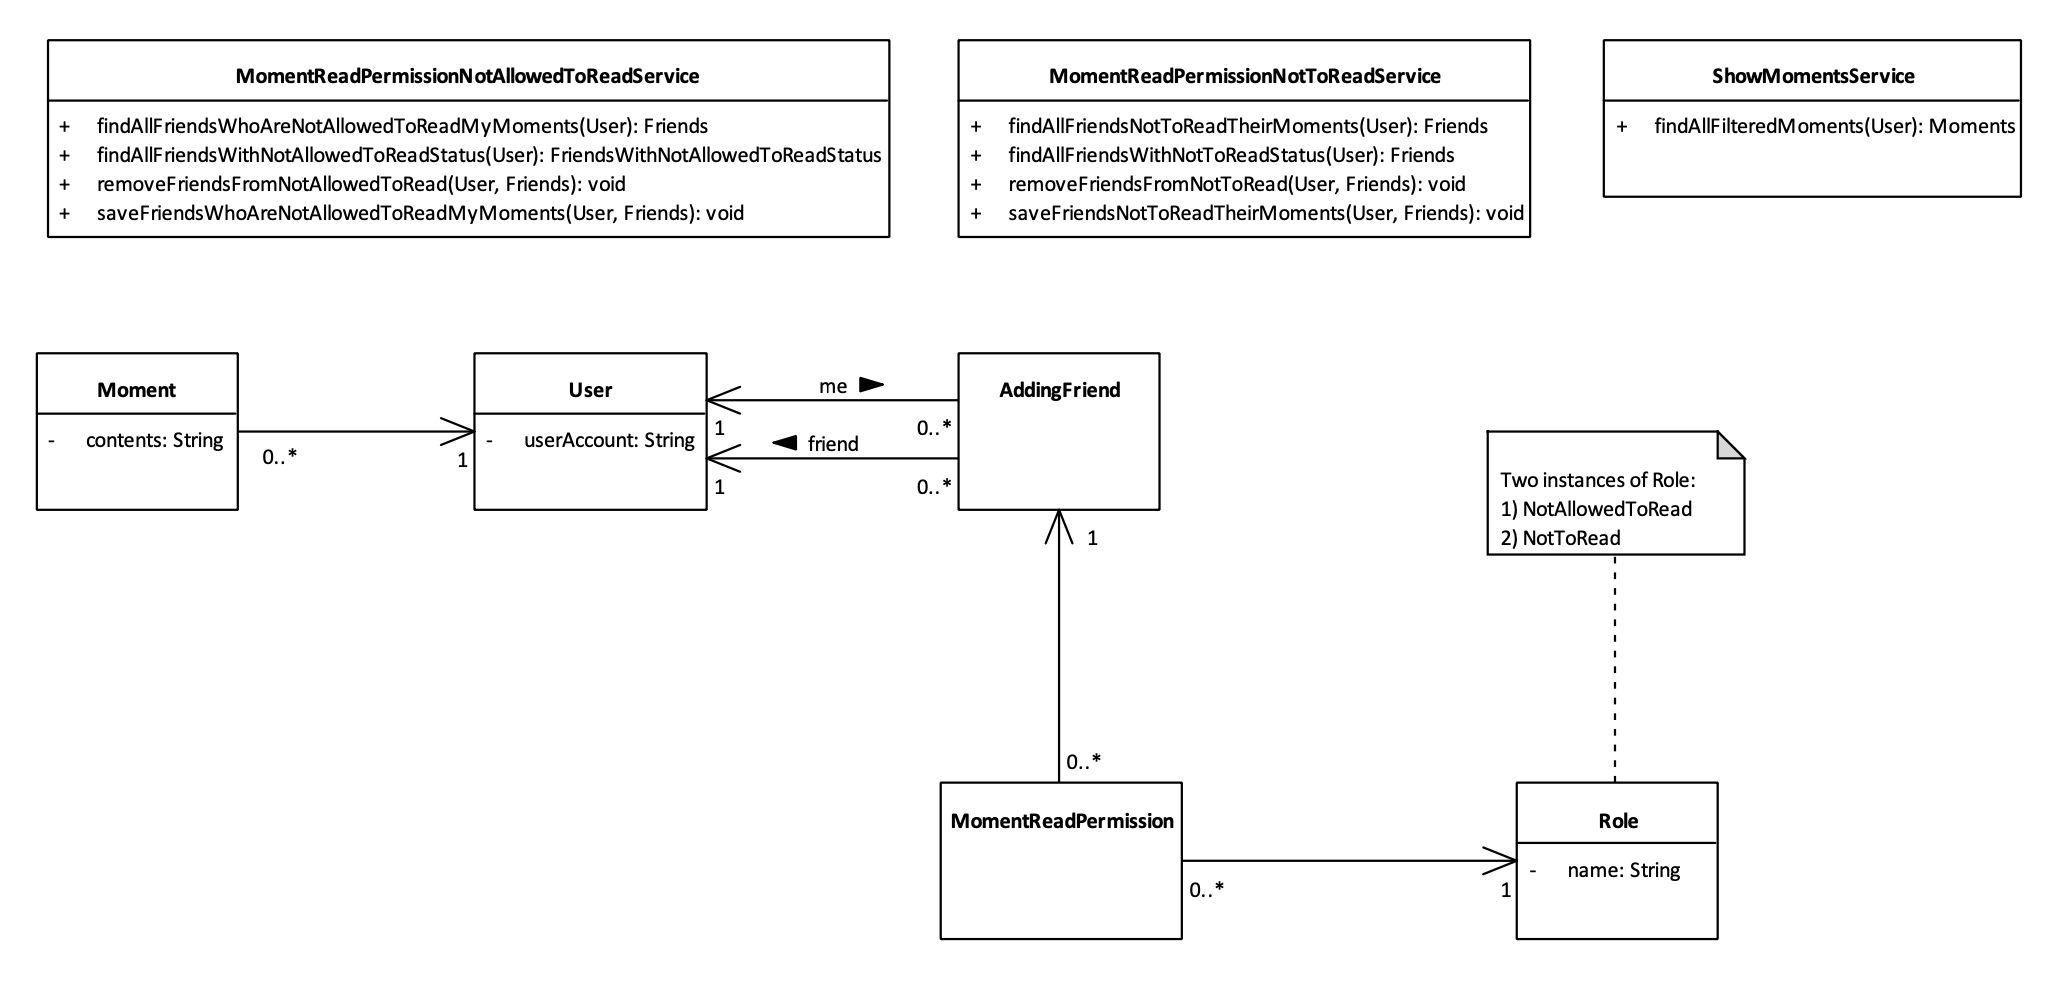 MomentReadPermissionNotAllowedToReadService
+ findAllFriendsWhoAreNotAllowedToReadMyMoments(User): Friends
+ findAllFriendsWithNotAllowedToReadStatus(User): FriendsWithNotAllowedToReadStatus
+ removeFriendsFromNotAllowedToRead(User, Friends): void
+ saveFriendsWhoAreNotAllowedToReadMyMoments(User, Friends): void
MomentReadPermissionNotToReadService
+ findAllFriendsNotToReadTheirMoments(User): Friends
+ findAllFriendsWithNotToReadStatus(User): Friends
+ removeFriendsFromNotToRead(User, Friends): void
+ saveFriendsNotToReadTheirMoments(User, Friends): void
ShowMomentsService
+ findAllFilteredMoments(User): Moments
Moment
- contents: String
0..*
1
User
- userAccount: String
me
1
0..*
friend
1
0..*
AddingFriend
1
0..*
Two instances of Role:
1) NotAllowedToRead
2) NotToRead
MomentReadPermission
0..*
1
Role
- name: String